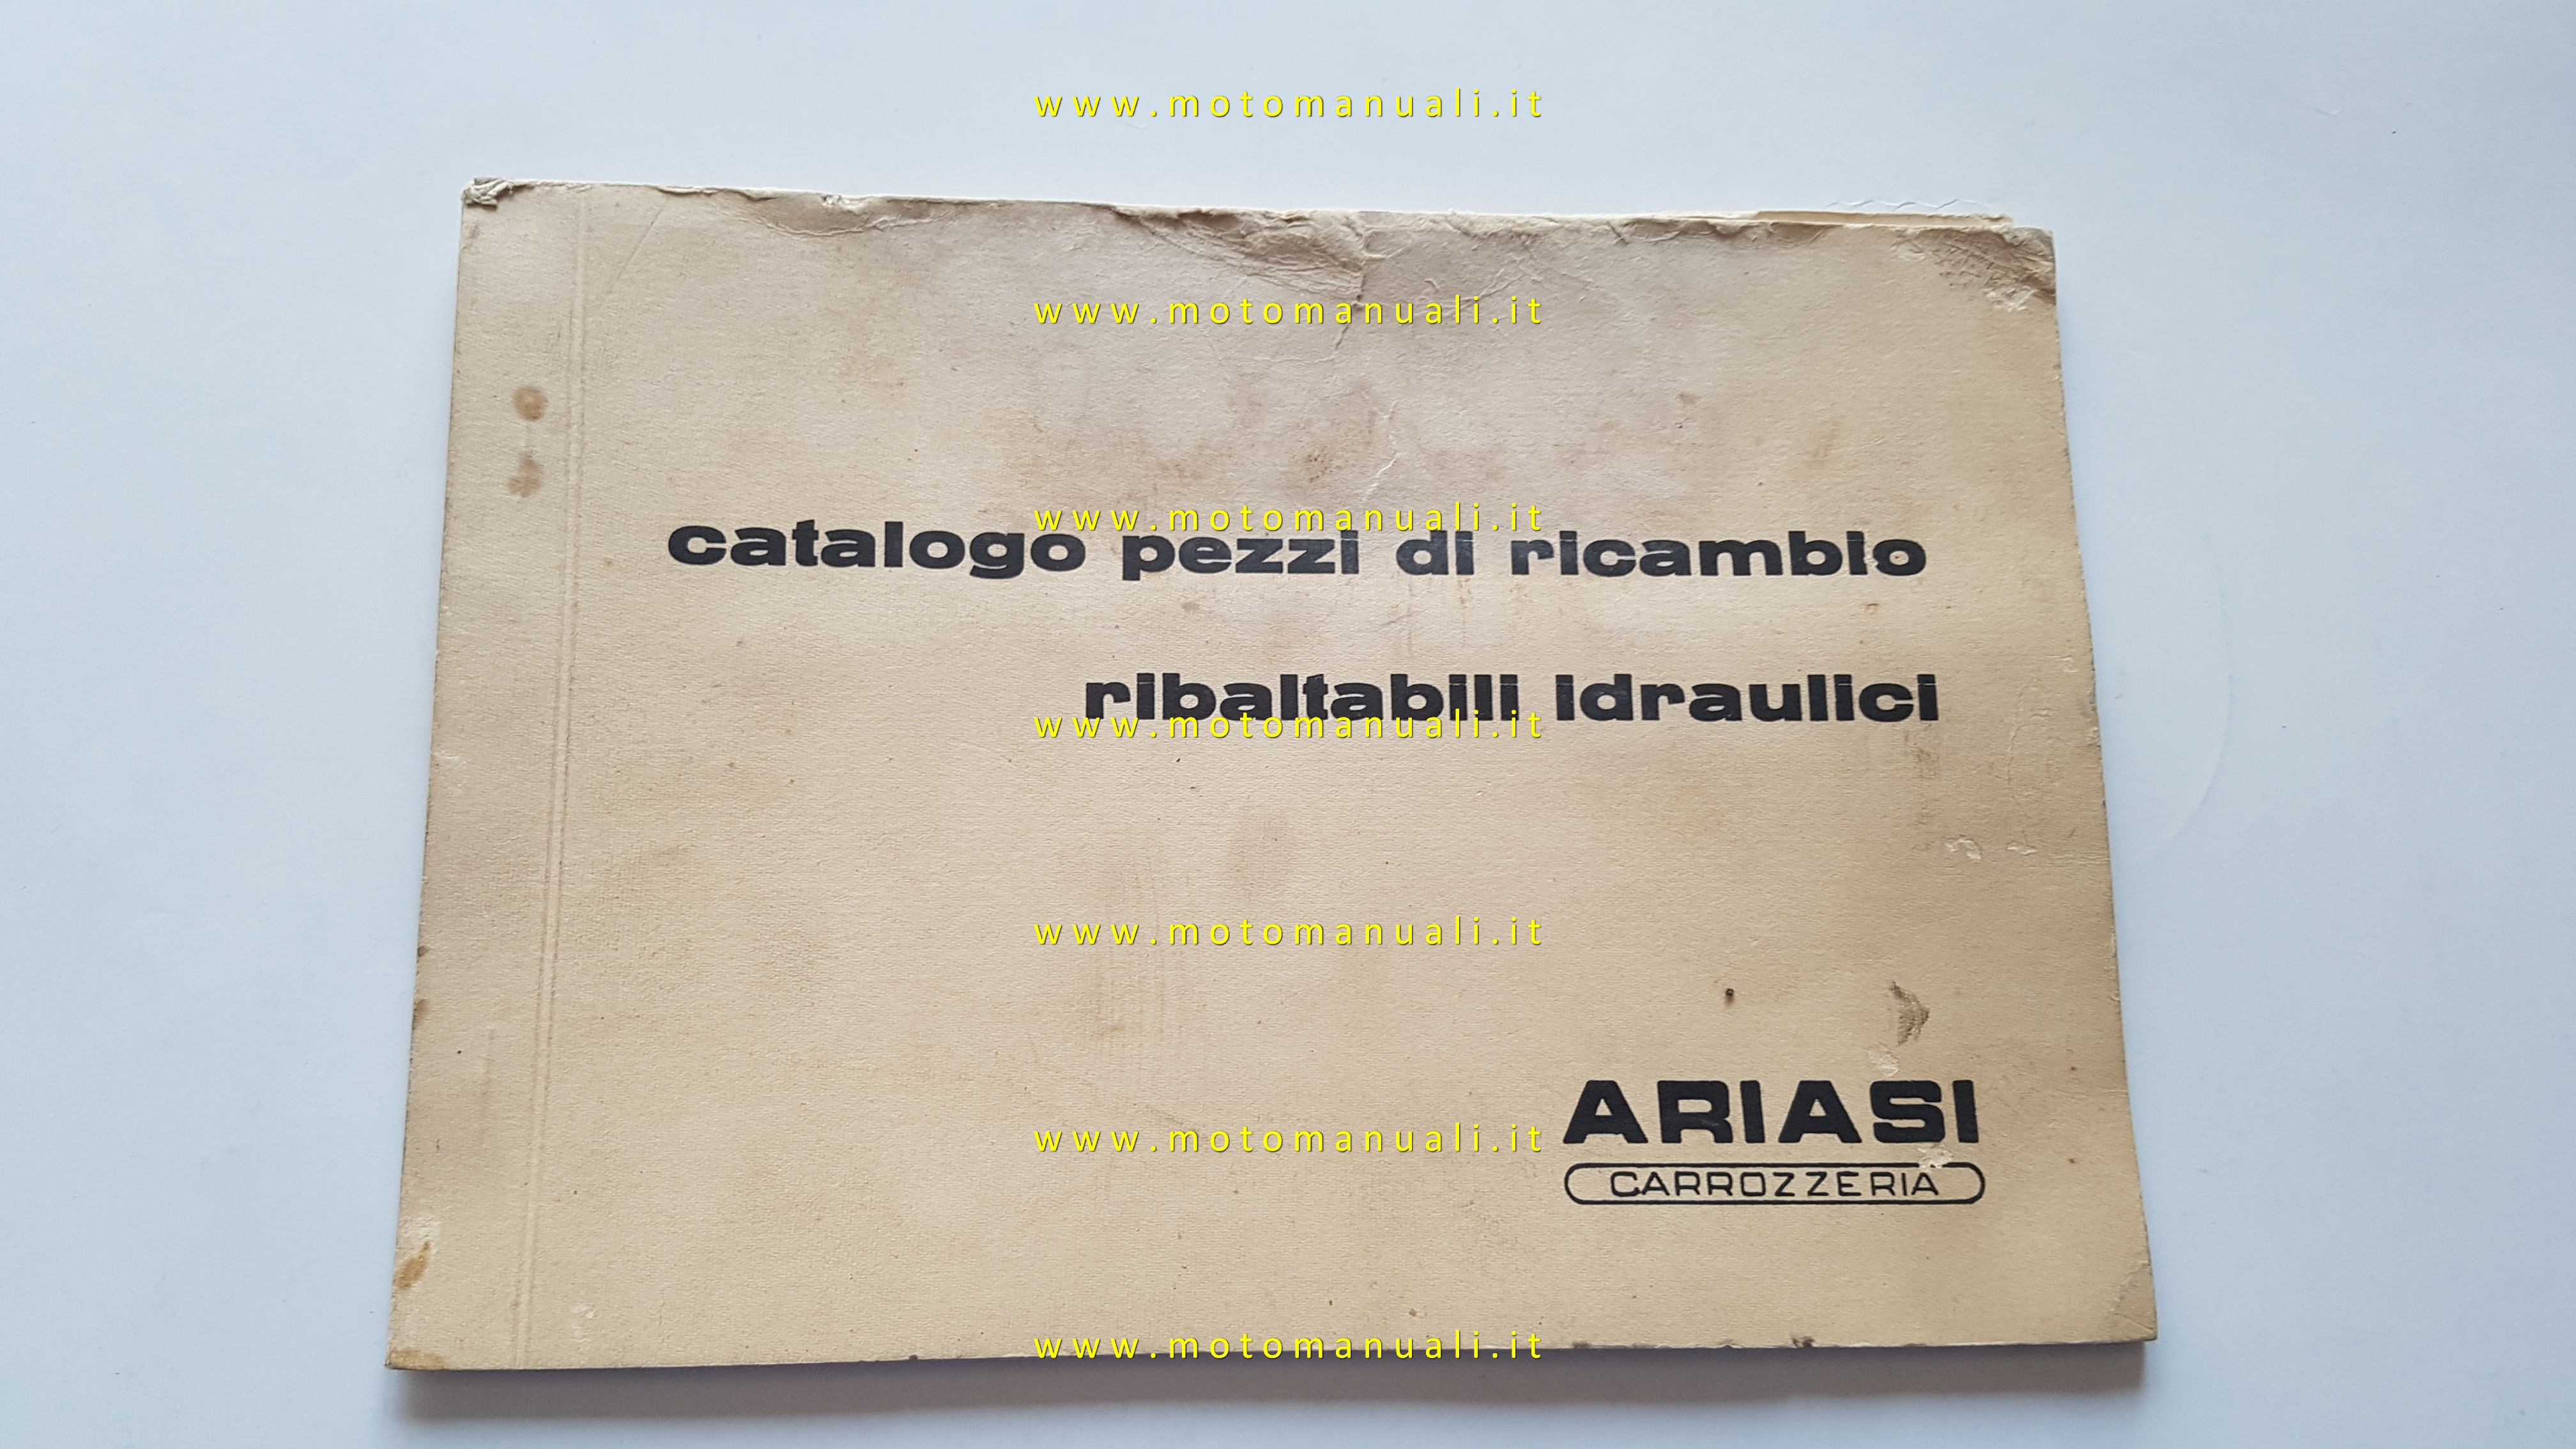 www.motomanuali.it
www.motomanuali.it
www.motomanuali.it
catalogo pezzi di ricambio
ribaltabili idraulici
www.motomanuali.it
www.motomanuali.it
ARIASI
www.motomanuali.it
CARROZZERIA
www.motomanuali.it